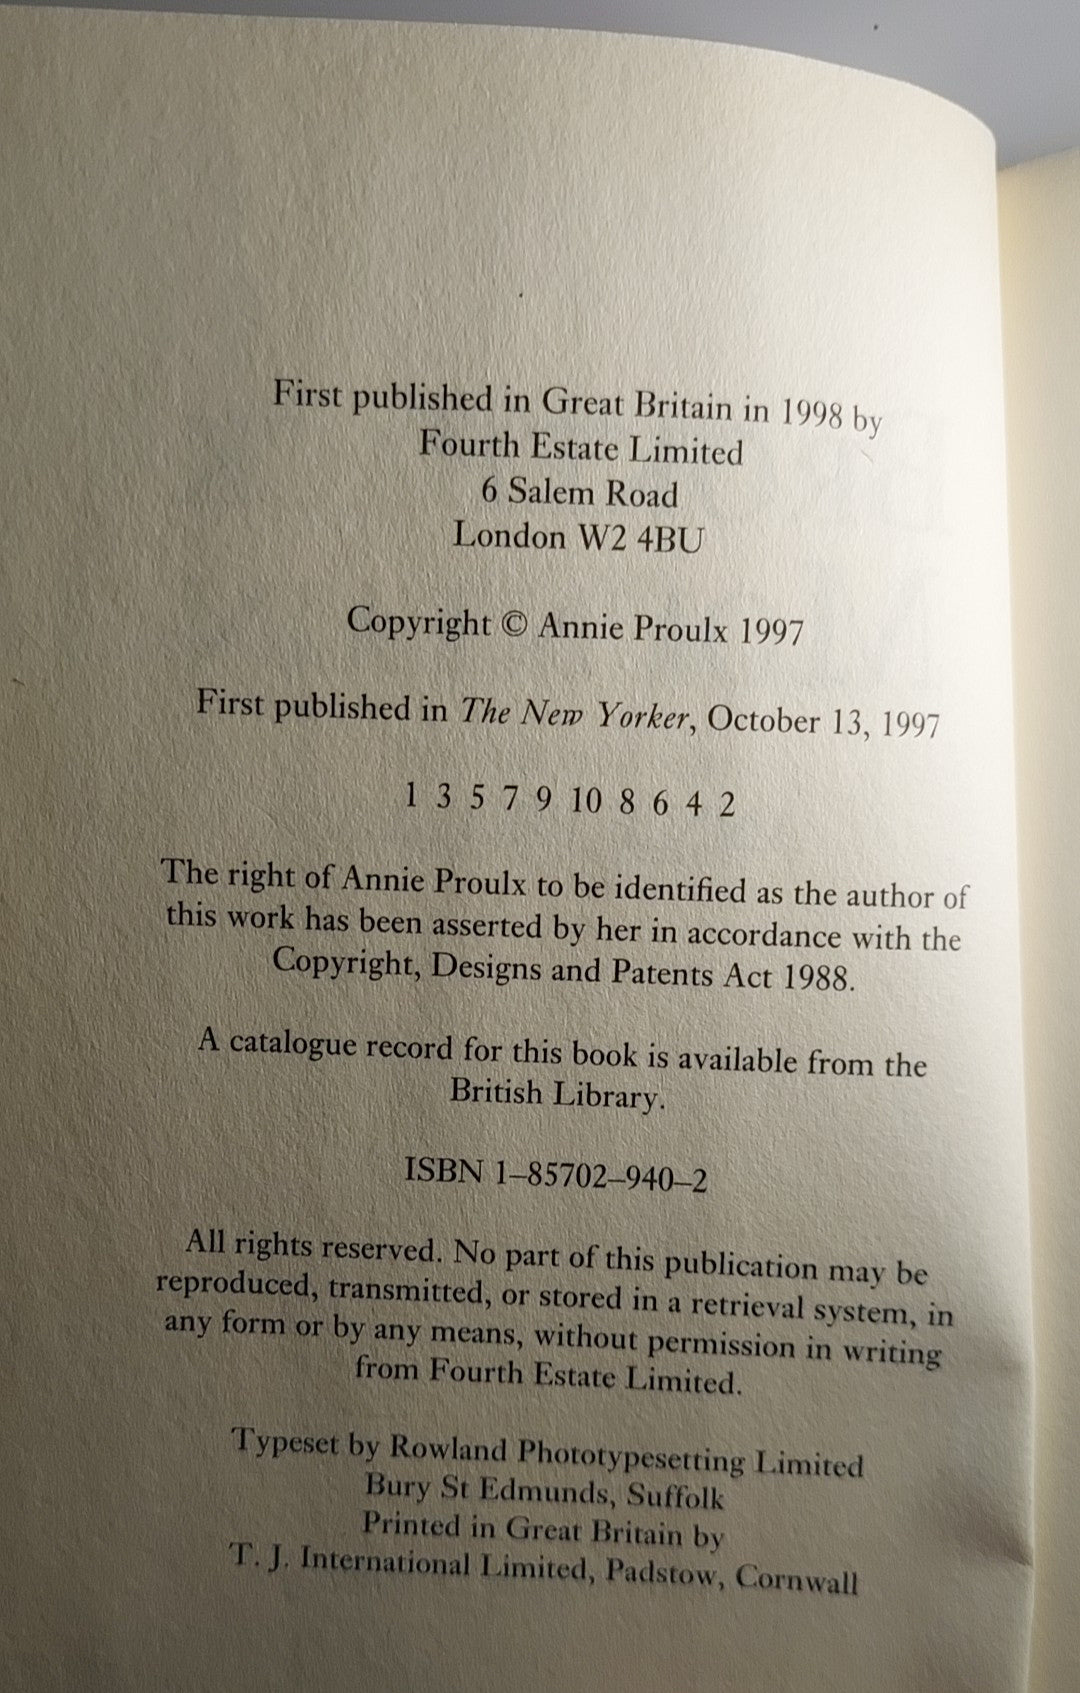 First published in Great Britain in 1998 by
Fourth Estate Limited
6 Salem Road
London W2 4BU
Copyright © Annie Proulx 1997
First published in The New Yorker, October 13, 1997
1 3 5 7 9 10 8 6 4 2
The right of Annie Proulx to be identified as the author of
this work has been asserted by her in accordance with the
Copyright, Designs and Patents Act 1988.
A catalogue record for this book is available from the
British Library.
ISBN 1–85702–940–2
All rights reserved. No part of this publication may be
reproduced, transmitted, or stored in a retrieval system, in
any form or by any means, without permission in writing
from Fourth Estate Limited.
Typeset by Rowland Phototypesetting Limited
Bury St Edmunds, Suffolk
Printed in Great Britain by
T. J. International Limited, Padstow, Cornwall